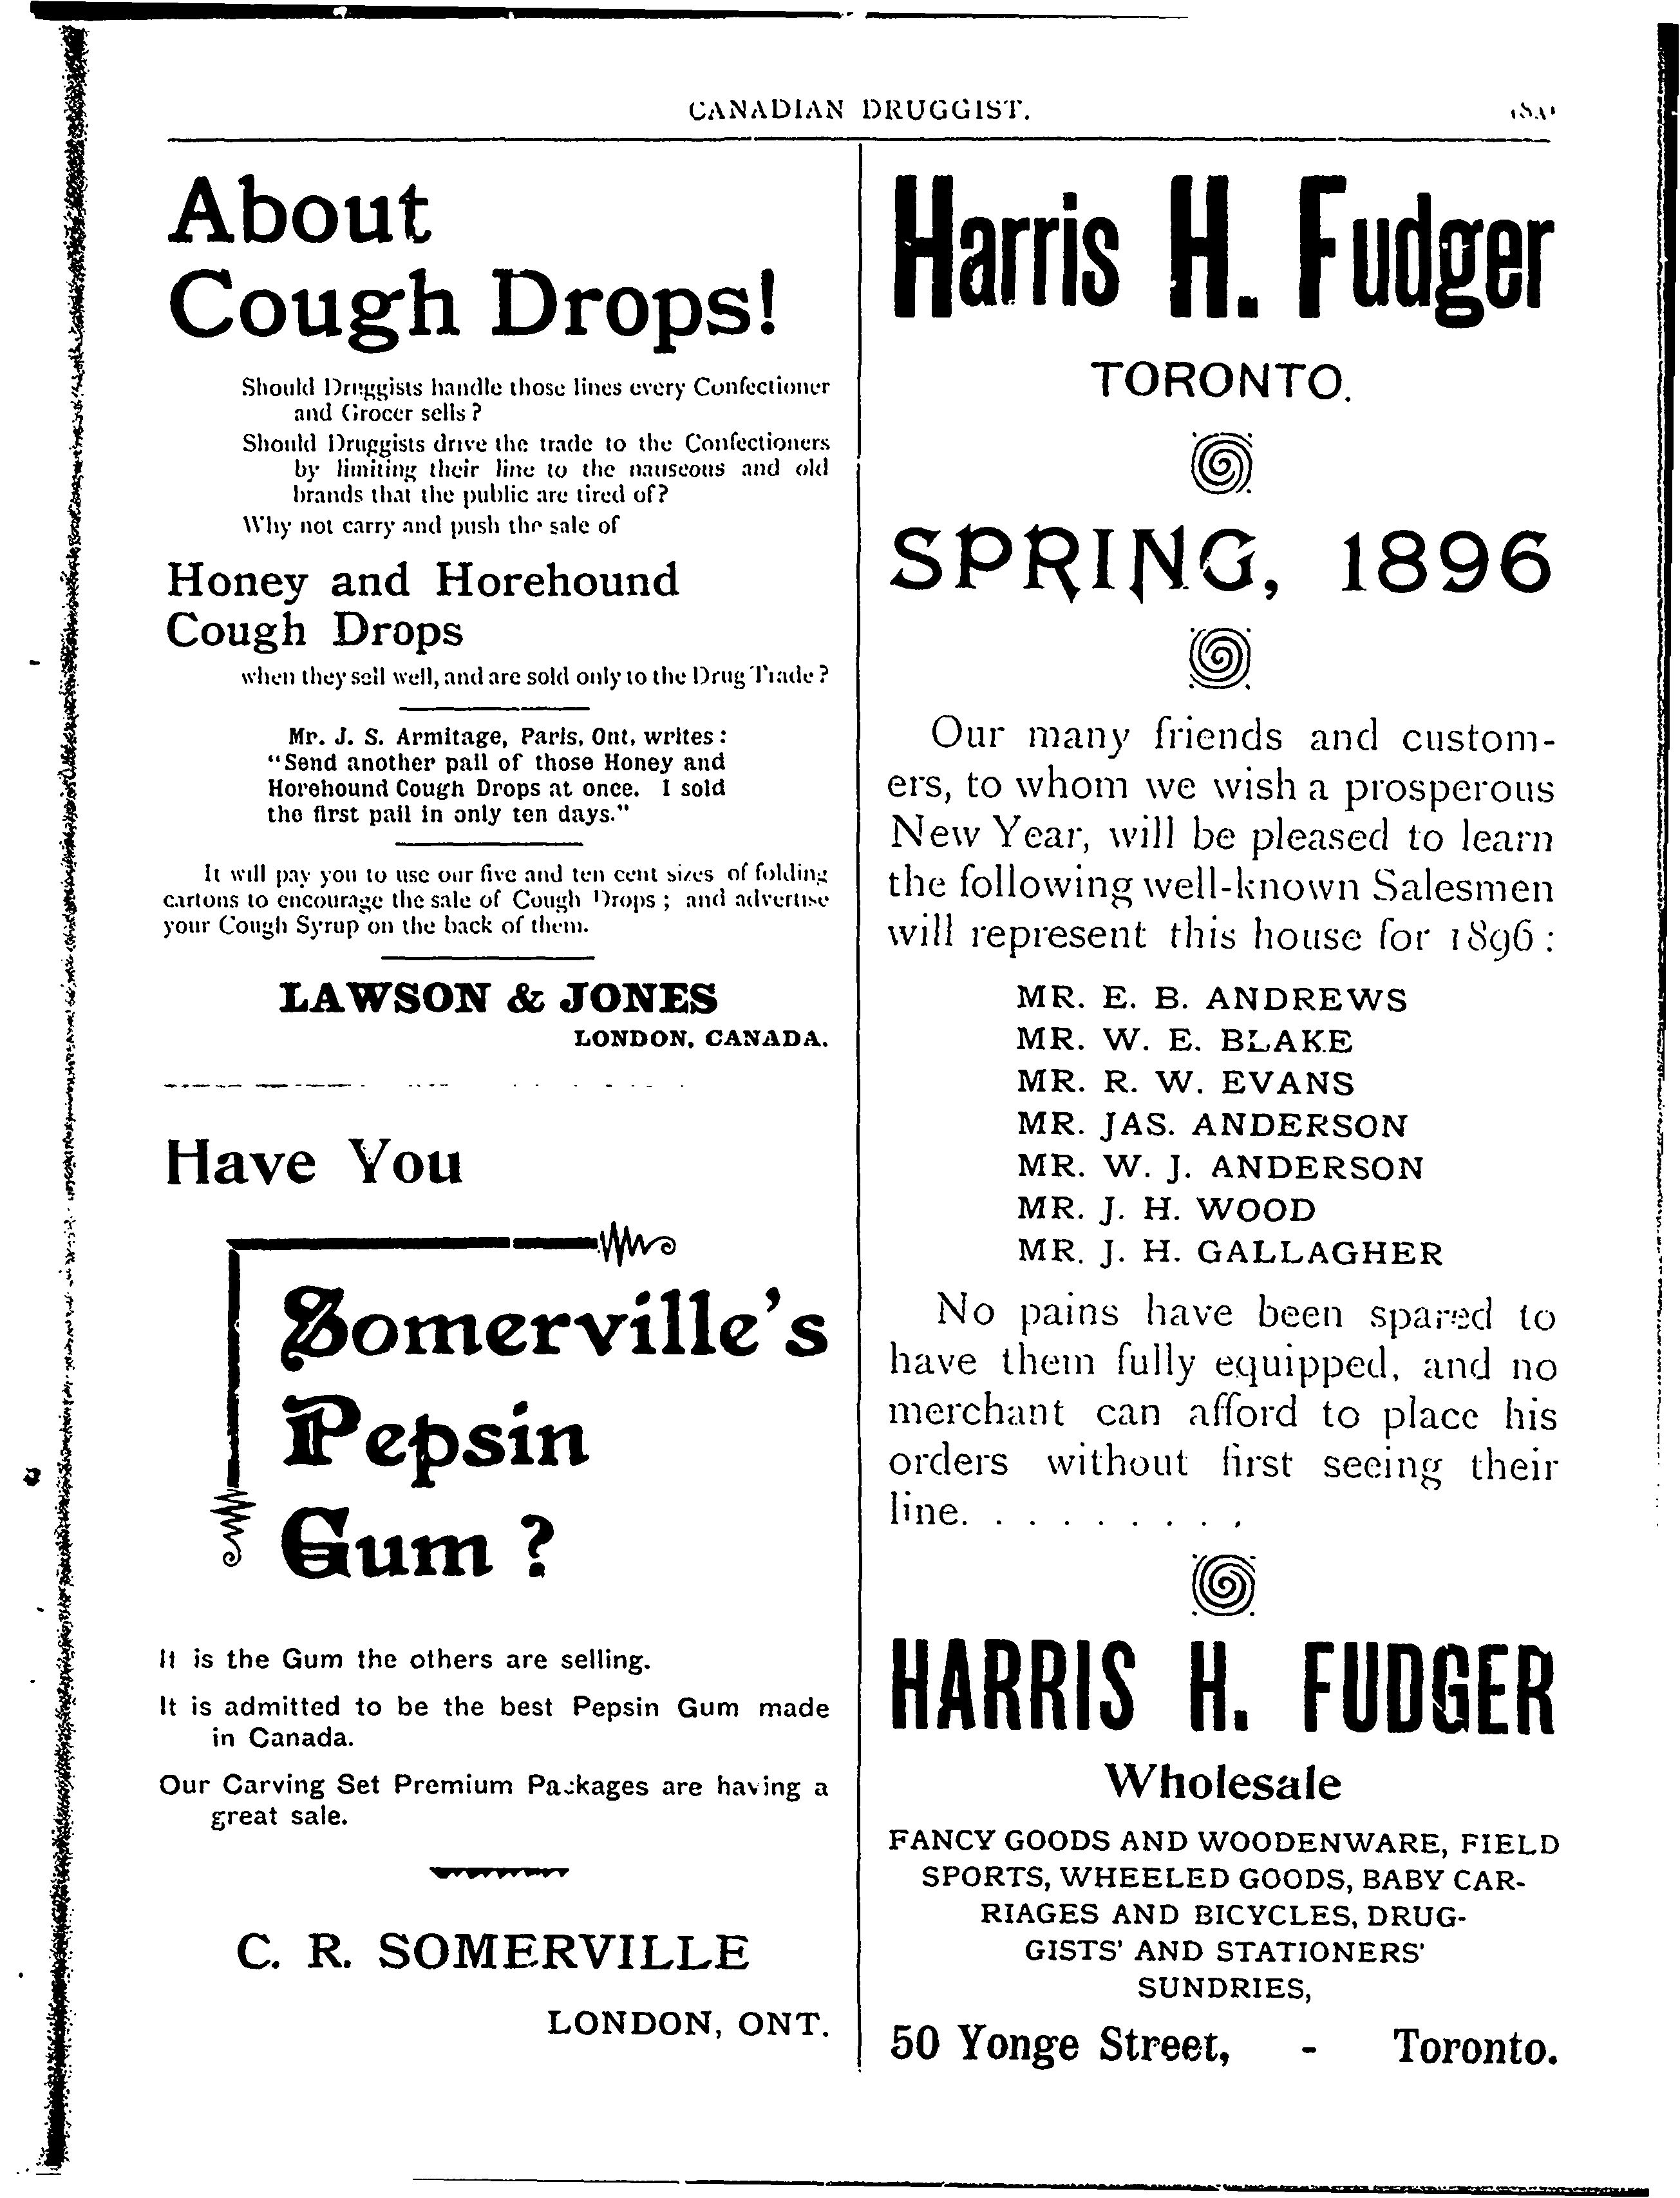 CANADIAN DRUGGIST.
About
Cough Drops!
Should Druggists handle those lines every Confectioner
and Grocer sells?
Should Druggists drive the trade to the Confectioners
by limiting their line to the nauseous and old
brands that the public are tired of?
Why not carry and push the sale of
Honey and Horehound
Cough Drops
when they sell well, and are sold only to the Drug Trade?
Mr. J. S. Armitage, Paris, Ont, writes:
"Send another pail of those Honey and
Horehound Cough Drops at once. I sold
the first pail in only ten days."
It will pay you to use our five and ten cent sizes of folding
cartons to encourage the sale of Cough Drops; and advertise
your Cough Syrup on the back of them.
LAWSON & JONES
LONDON, CANADA.
Have You
Somerville's
Pepsin
Gum?
It is the Gum the others are selling.
It is admitted to be the best Pepsin Gum made
in Canada.
Our Carving Set Premium Packages are having a
great sale.
C. R. SOMERVILLE
LONDON, ONT.
Harris H. Fudger
TORONTO.
SPRING, 1896
Our many friends and custom-
ers, to whom we wish a prosperous
New Year, will be pleased to learn
the following well-known Salesmen
will represent this house for 1896:
MR. E. B. ANDREWS
MR. W. E. BLAKE
MR. R. W. EVANS
MR. JAS. ANDERSON
MR. W. J. ANDERSON
MR. J. H. WOOD
MR. J. H. GALLAGHER
No pains have been spared to
have them fully equipped, and no
merchant can afford to place his
orders without first seeing their
line. . . . . . . . .
HARRIS H. FUDGER
Wholesale
FANCY GOODS AND WOODENWARE, FIELD
SPORTS, WHEELED GOODS, BABY CAR-
RIAGES AND BICYCLES, DRUG-
GISTS' AND STATIONERS'
SUNDRIES,
50 Yonge Street, - Toronto.